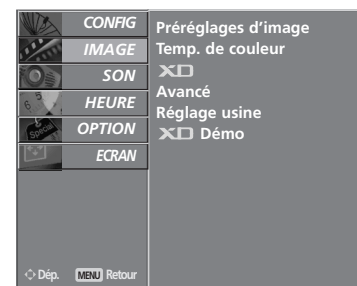 CONFIG
IMAGE
SON
HEURE
OPTION
ECRAN
Préréglages d'image
Temp. de couleur
XD
Avancé
Réglage usine
XD Démo
Dép. MENU Retour